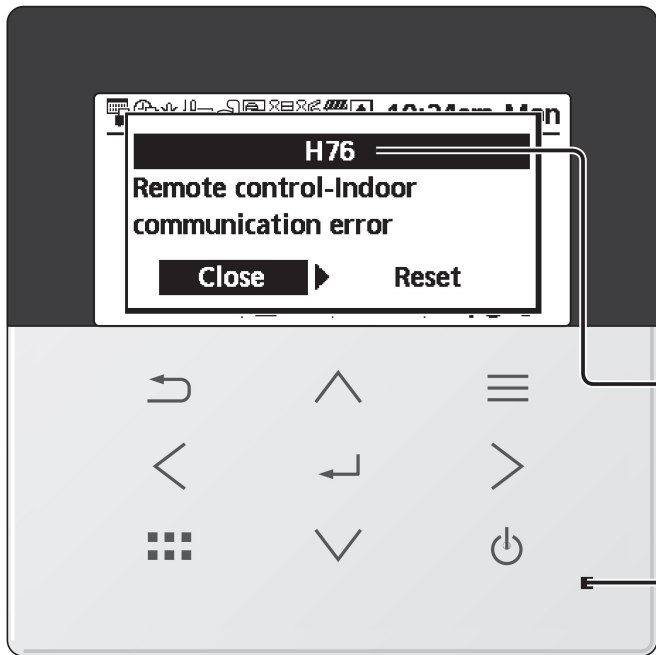 H76
Remote control-Indoor
communication error
Close
Reset